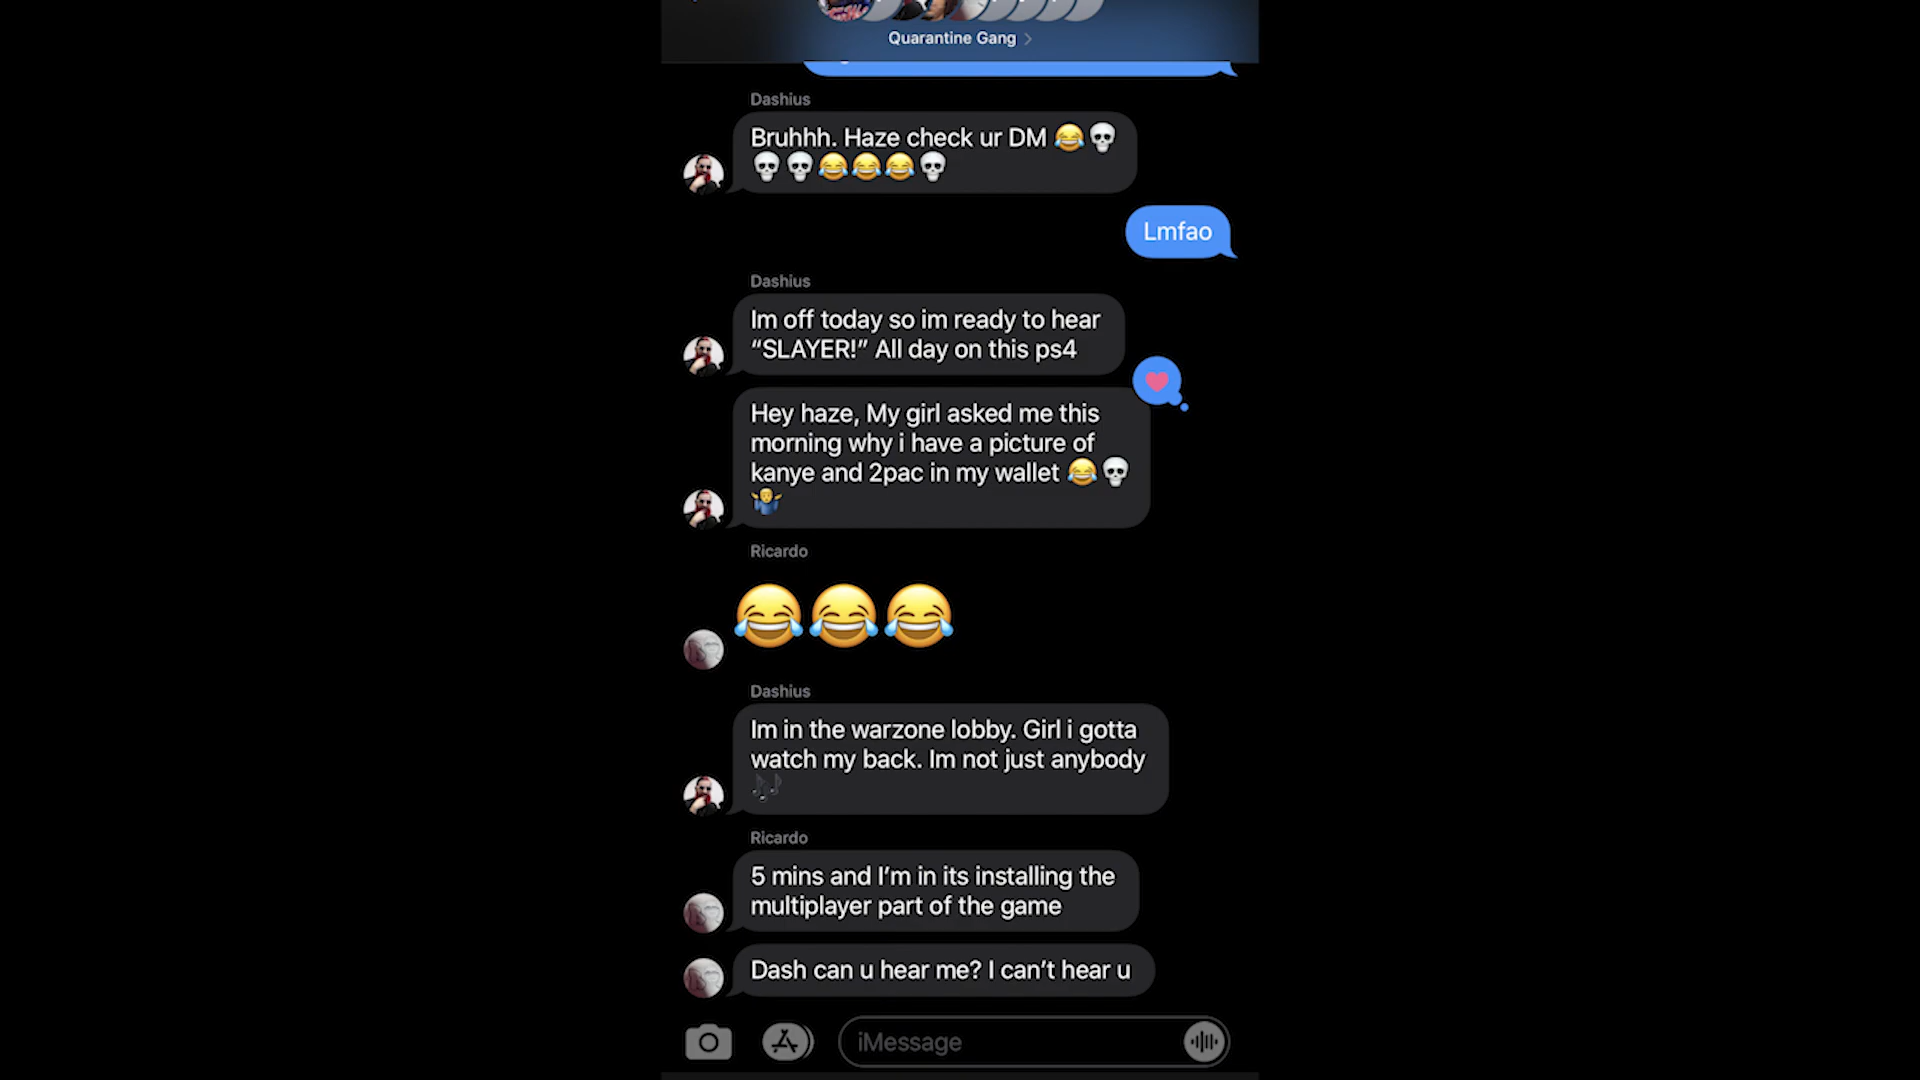 Quarantine Gang
Dashius
Bruhhh. Haze check ur DM 😂💀
💀💀😂😂😂💀
Lmfao
Dashius
Im off today so im ready to hear
“SLAYER!” All day on this ps4
Hey haze, My girl asked me this
morning why i have a picture of
kanye and 2pac in my wallet 😂💀
🤷‍♂️
Ricardo
😂😂😂
Dashius
Im in the warzone lobby. Girl i gotta
watch my back. Im not just anybody
🎶
Ricardo
5 mins and I’m in its installing the
multiplayer part of the game
Dash can u hear me? I can’t hear u
iMessage